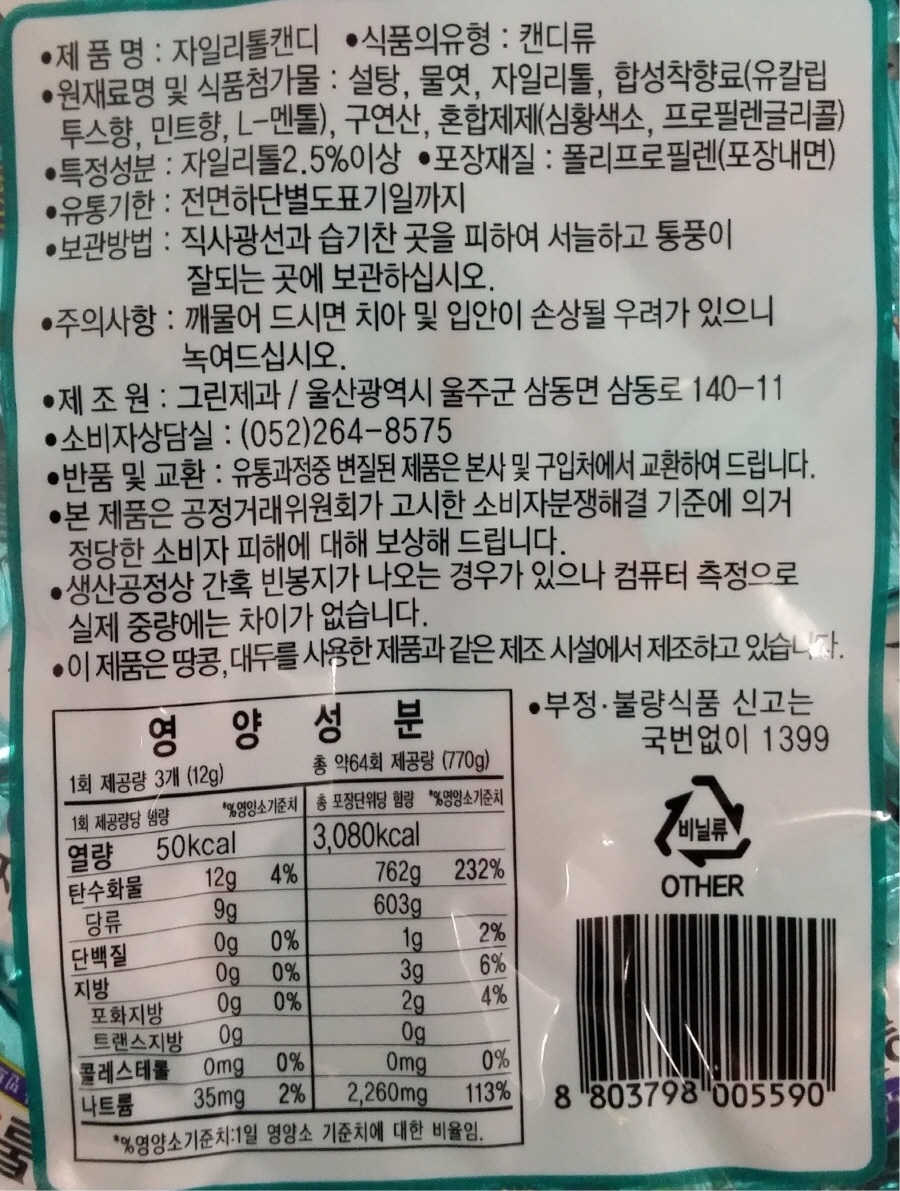 •제 품 명 : 자일리톨캔디 •식품의유형 : 캔디류
•원재료명 및 식품첨가물 : 설탕, 물엿, 자일리톨, 합성착향료(유칼립
투스향, 민트향, L-멘톨), 구연산, 혼합제제(심황색소, 프로필렌글리콜)
•특정성분 : 자일리톨2.5%이상 •포장재질 : 폴리프로필렌(포장내면)
•유통기한 : 전면하단별도표기일까지
•보관방법 : 직사광선과 습기찬 곳을 피하여 서늘하고 통풍이
잘되는 곳에 보관하십시오.
•주의사항 : 깨물어 드시면 치아 및 입안이 손상될 우려가 있으니
녹여드십시오.
•제 조 원 : 그린제과 / 울산광역시 울주군 삼동면 삼동로 140-11
•소비자상담실 : (052)264-8575
•반품 및 교환 : 유통과정중 변질된 제품은 본사 및 구입처에서 교환하여 드립니다.
•본 제품은 공정거래위원회가 고시한 소비자분쟁해결 기준에 의거
정당한 소비자 피해에 대해 보상해 드립니다.
•생산공정상 간혹 빈봉지가 나오는 경우가 있으나 컴퓨터 측정으로
실제 중량에는 차이가 없습니다.
•이 제품은 땅콩, 대두를 사용한 제품과 같은 제조 시설에서 제조하고 있습니다.
영 양 성 분
1회 제공량 3개 (12g) 총 약64회 제공량 (770g)
1회 제공량당 함량 *%영양소기준치 총 포장단위당 함량 *%영양소기준치
열량 50kcal 3,080kcal
탄수화물 12g 4% 762g 232%
당류 9g 603g
단백질 0g 0% 1g 2%
지방 0g 0% 3g 6%
포화지방 0g 0% 2g 4%
트랜스지방 0g 0g
콜레스테롤 0mg 0% 0mg 0%
나트륨 35mg 2% 2,260mg 113%
*%영양소기준치:1일 영양소 기준치에 대한 비율임.
•부정·불량식품 신고는
국번없이 1399
비닐류
OTHER
8 803798 005590